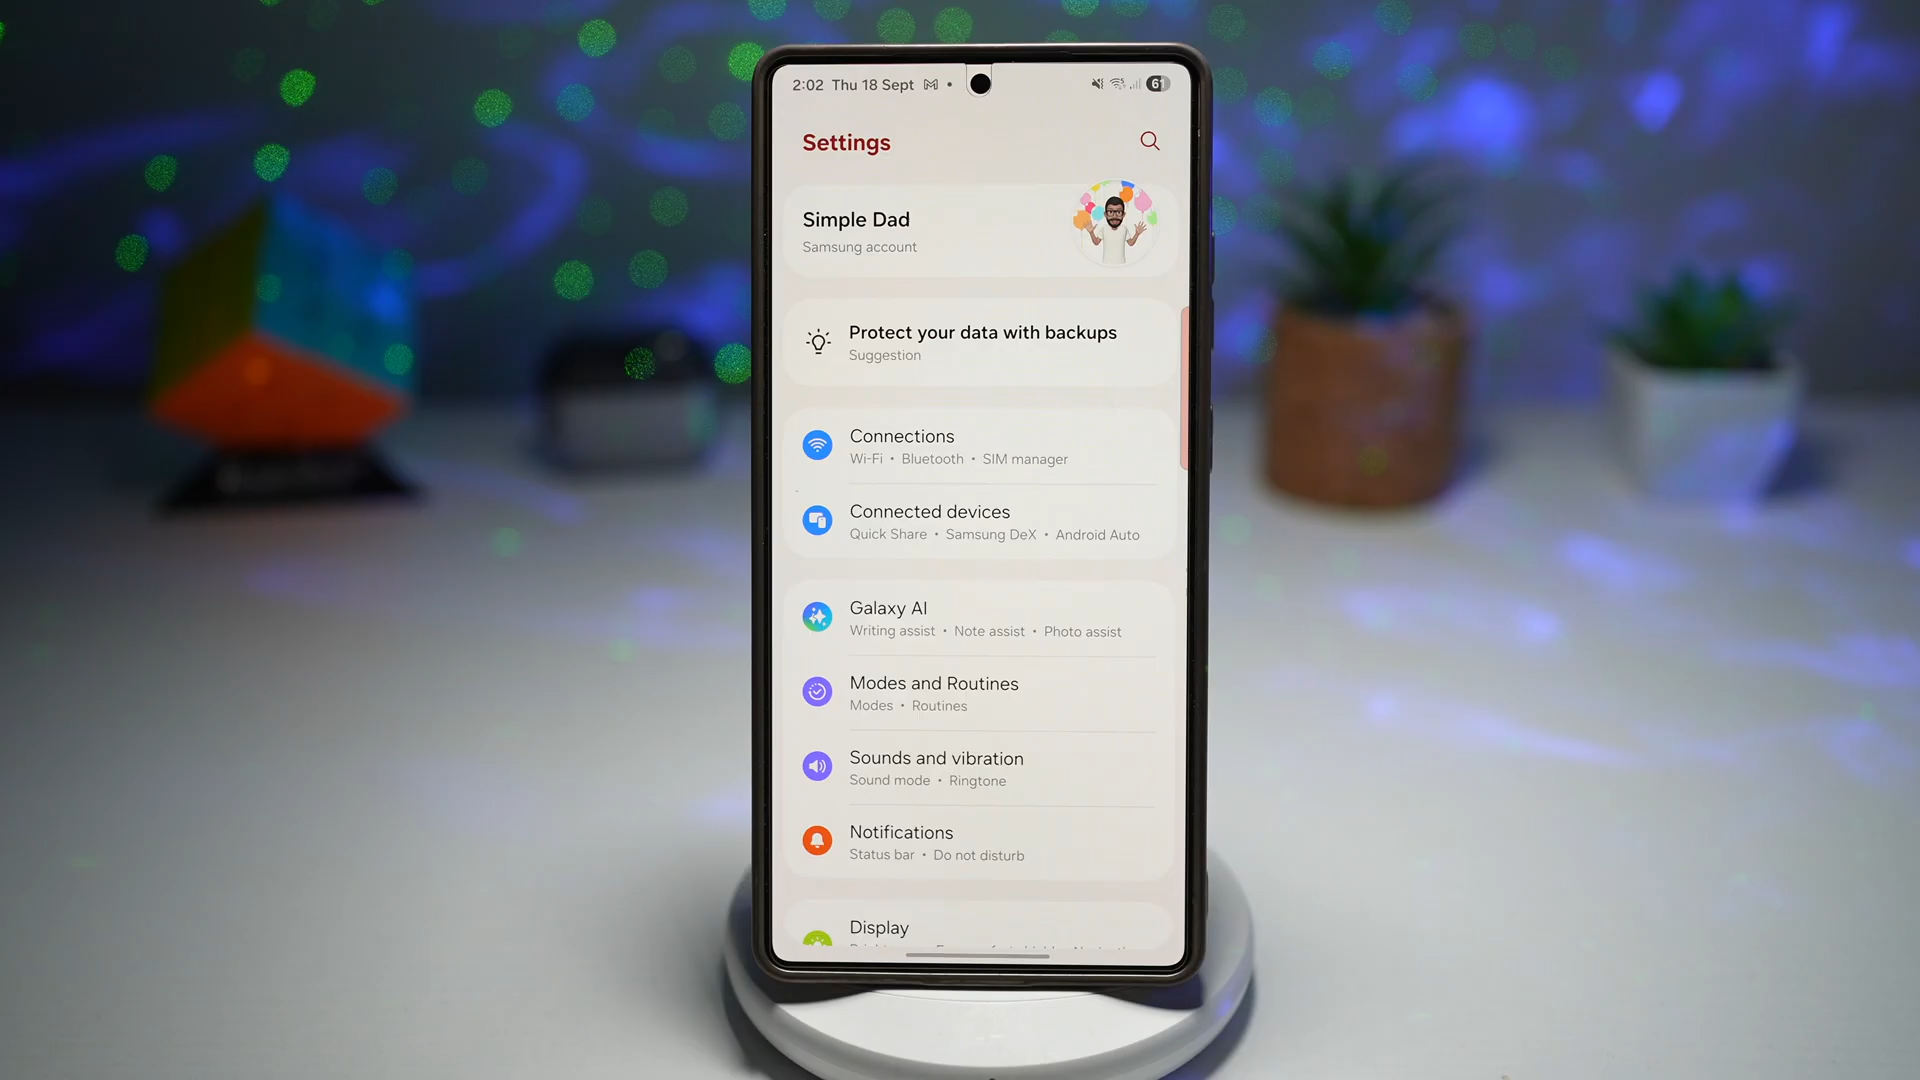 2:02 Thu 18 Sept
61
Settings
Simple Dad
Samsung account
Protect your data with backups
Suggestion
Connections
Wi-Fi • Bluetooth • SIM manager
Connected devices
Quick Share • Samsung DeX • Android Auto
Galaxy AI
Writing assist • Note assist • Photo assist
Modes and Routines
Modes • Routines
Sounds and vibration
Sound mode • Ringtone
Notifications
Status bar • Do not disturb
Display